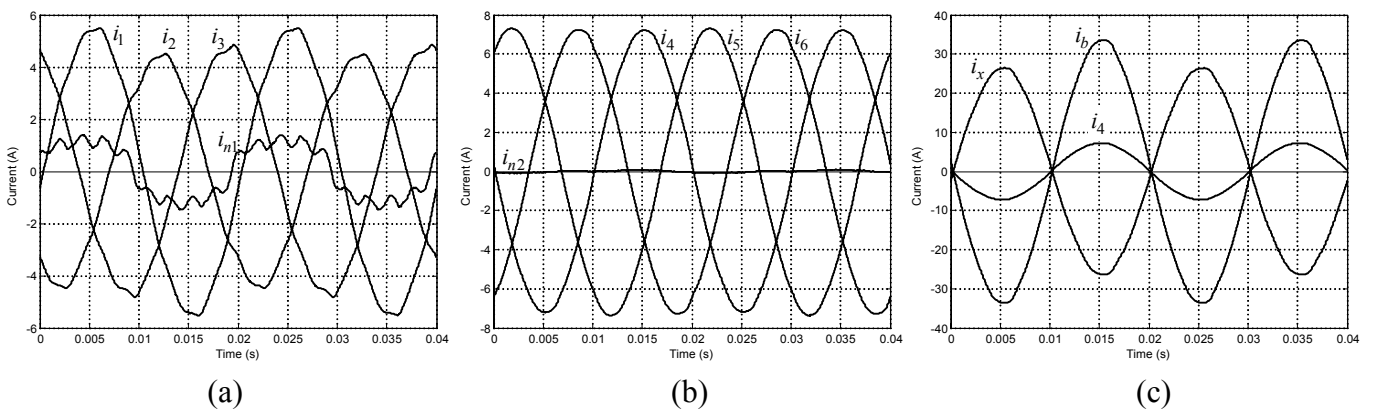 6
4
2
0
-2
-4
-6
Current (A)
i1
i2
i3
in1
0 0.005 0.01 0.015 0.02 0.025 0.03 0.035 0.04
Time (s)
(a)
8
6
4
2
0
-2
-4
-6
-8
Current (A)
i4
i5
i6
in2
0 0.005 0.01 0.015 0.02 0.025 0.03 0.035 0.04
Time (s)
(b)
40
30
20
10
0
-10
-20
-30
-40
Current (A)
ix
ib
i4
0 0.005 0.01 0.015 0.02 0.025 0.03 0.035 0.04
Time (s)
(c)